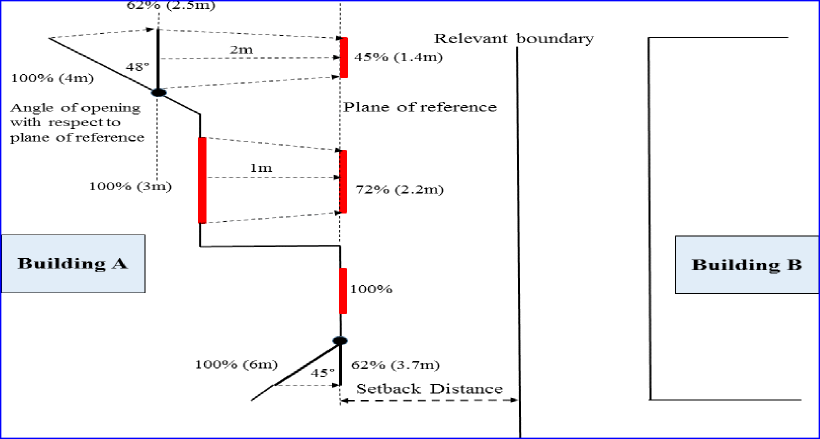 62% (2.5m)
Relevant boundary
2m
45% (1.4m)
48°
100% (4m)
Angle of opening
with respect to
plane of reference
Plane of reference
1m
100% (3m)
72% (2.2m)
Building A
Building B
100%
100% (6m)
62% (3.7m)
45°
Setback Distance